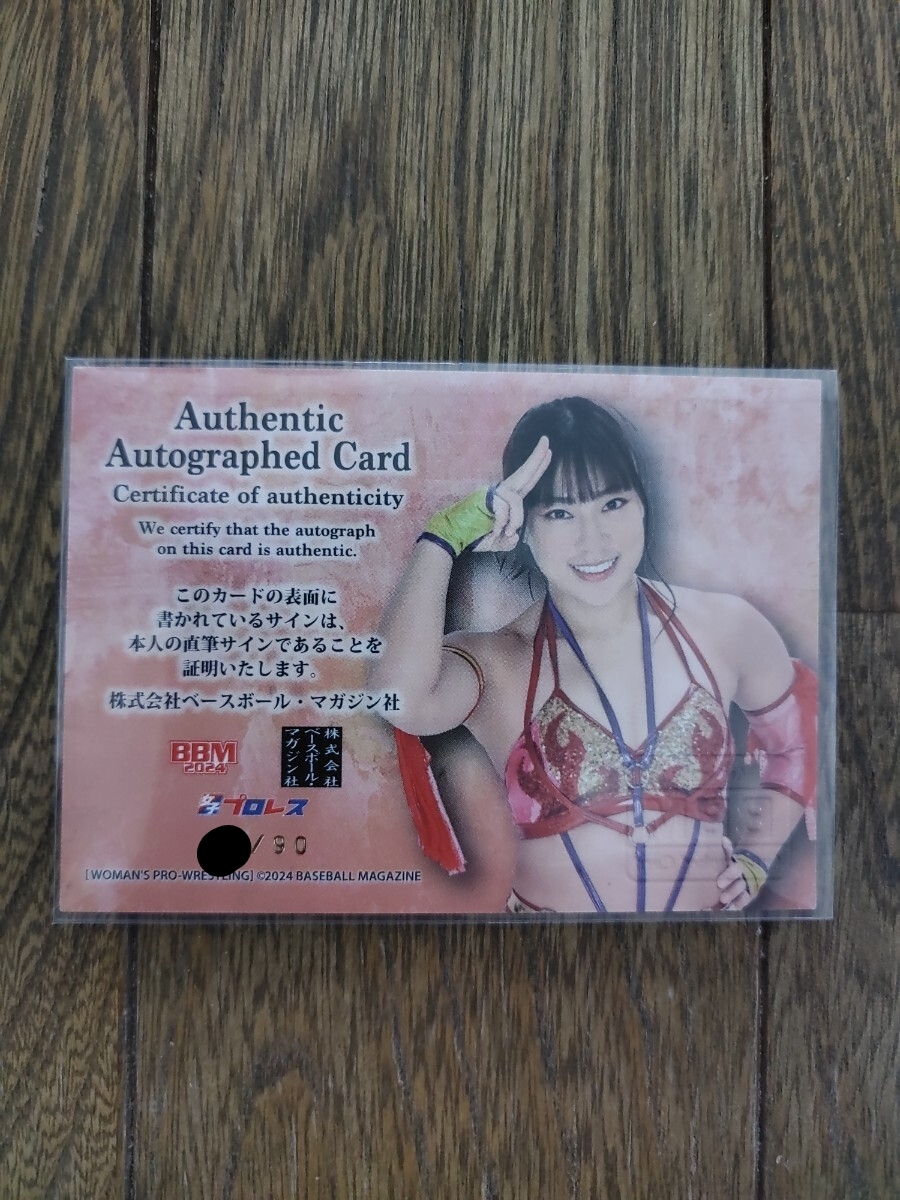 Authentic
Autographed Card
Certificate of authenticity
We certify that the autograph
on this card is authentic.
このカードの表面に
書かれているサインは、
本人の直筆サインであることを
証明いたします。
株式会社ベースボール・マガジン社
BBM
2024
株式会社
ベースボール・
マガジン社
女子プロレス
/90
[WOMAN'S PRO-WRESTLING] ©2024 BASEBALL MAGAZINE